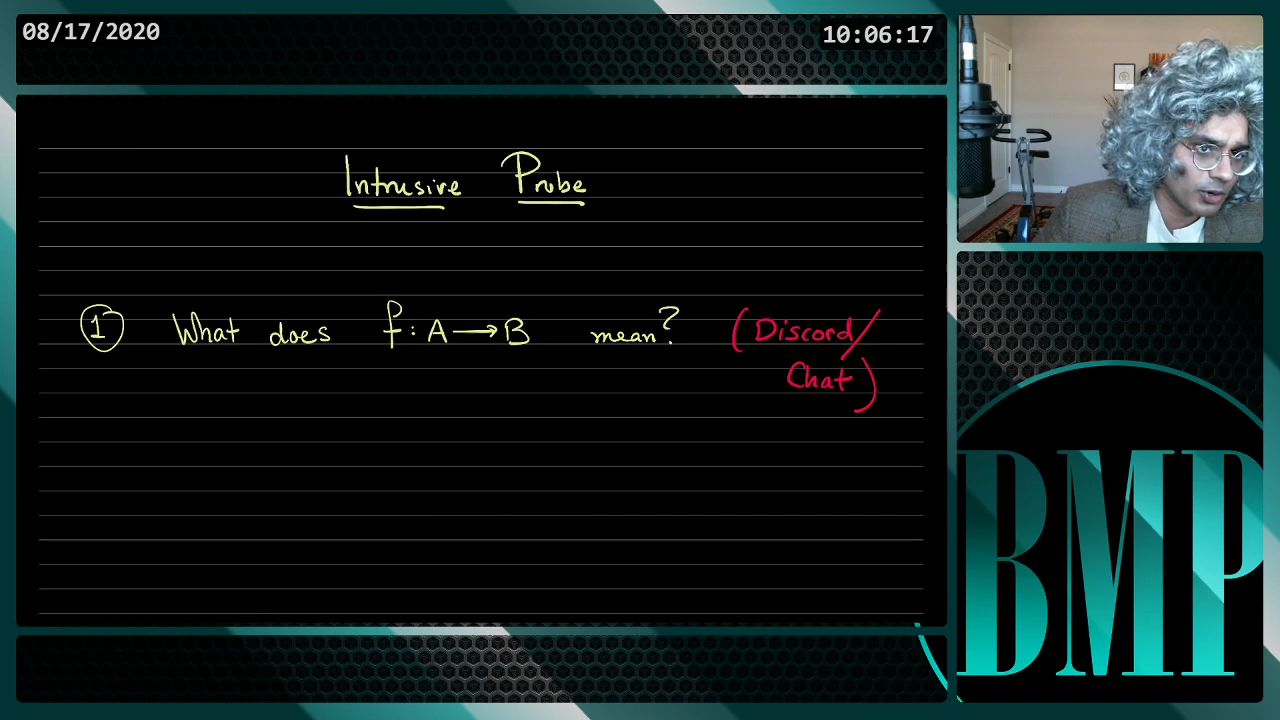 08/17/2020
10:06:17
Intrusive Probe
① What does f : A → B mean? (Discord/
Chat)
BMP